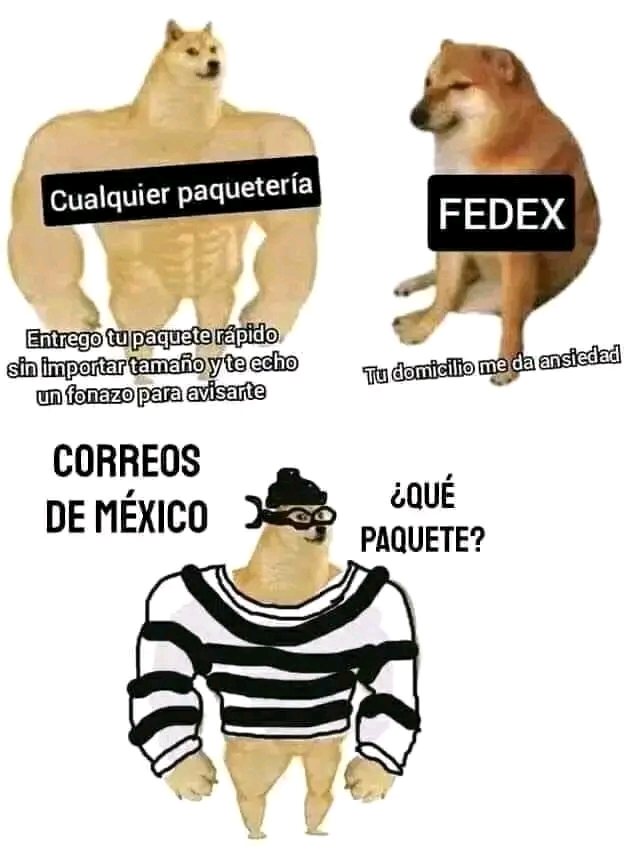 Cualquier paquetería
FEDEX
Entrego tu paquete rápido
sin importar tamaño y te echo
un fonazo para avisarte
Tu domicilio me da ansiedad
CORREOS
DE MÉXICO
¿QUÉ
PAQUETE?